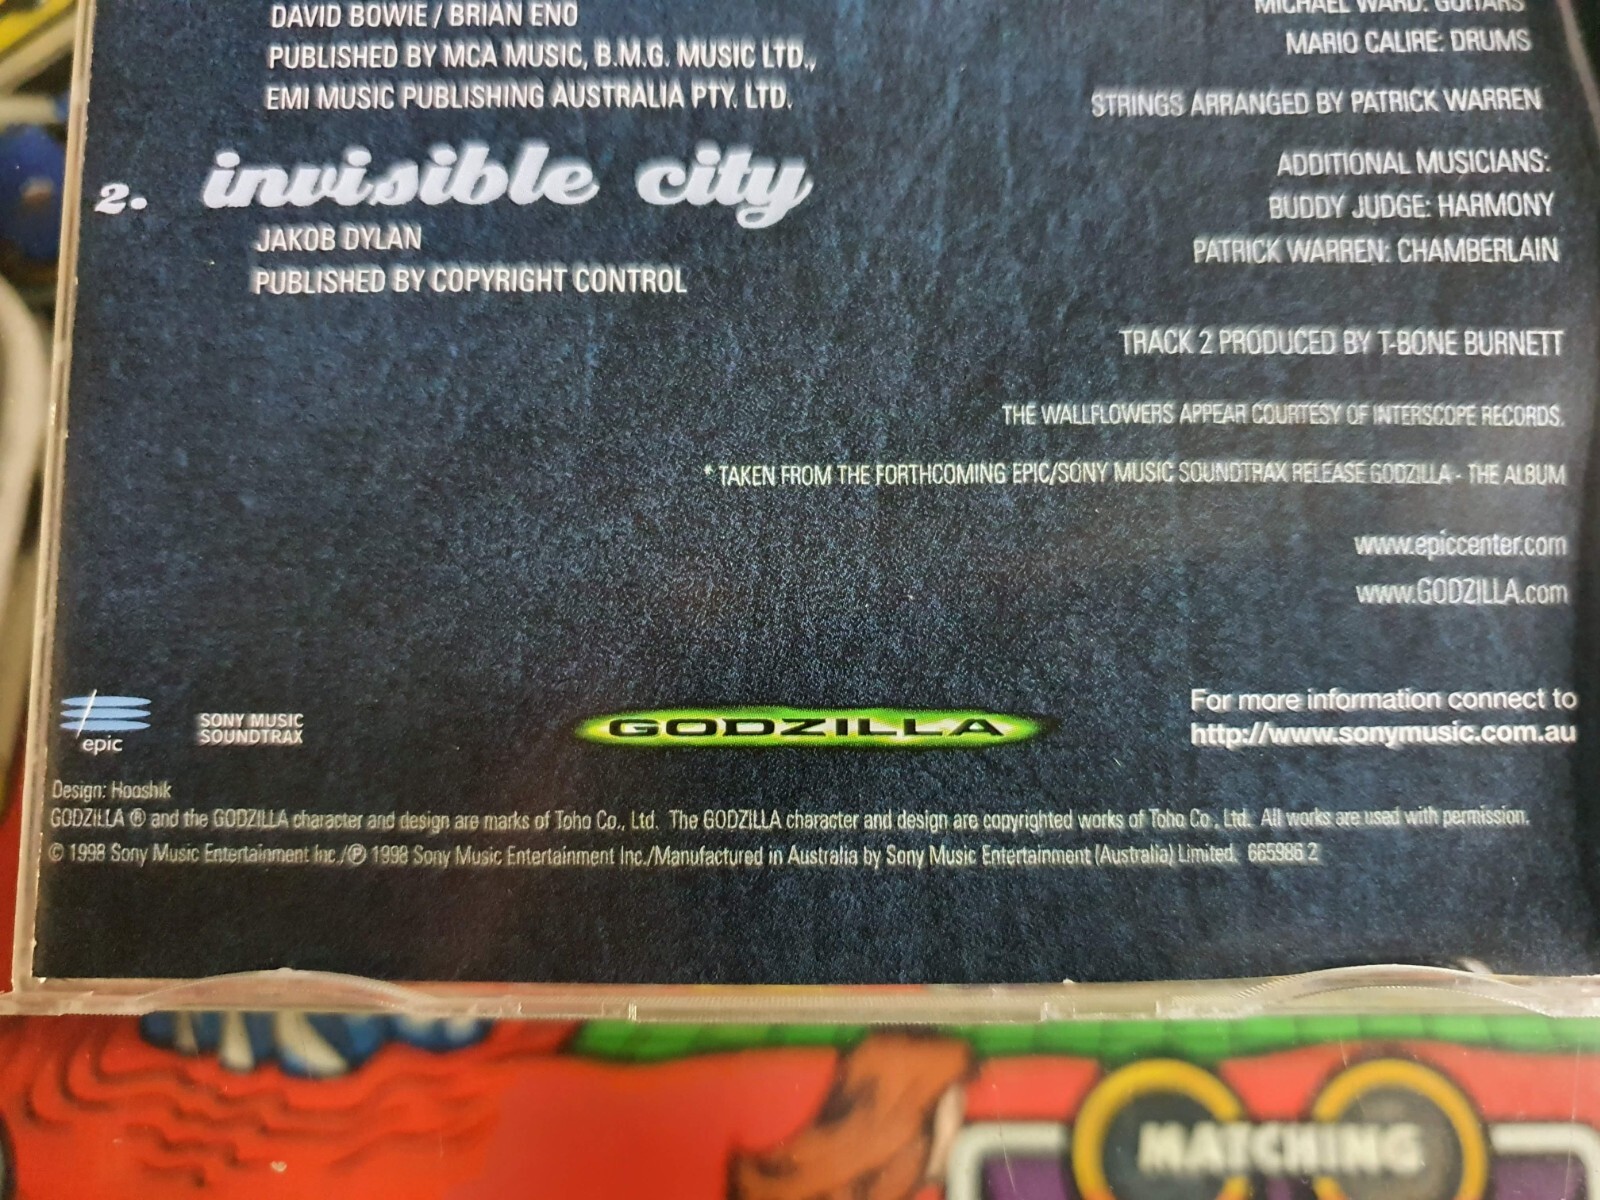 DAVID BOWIE / BRIAN ENO
PUBLISHED BY MCA MUSIC, B.M.G. MUSIC LTD.,
EMI MUSIC PUBLISHING AUSTRALIA PTY. LTD.
2. invisible city
JAKOB DYLAN
PUBLISHED BY COPYRIGHT CONTROL
MICHAEL WARD: GUITARS
MARIO CALIRE: DRUMS
STRINGS ARRANGED BY PATRICK WARREN
ADDITIONAL MUSICIANS:
BUDDY JUDGE: HARMONY
PATRICK WARREN: CHAMBERLAIN
TRACK 2 PRODUCED BY T-BONE BURNETT
THE WALLFLOWERS APPEAR COURTESY OF INTERSCOPE RECORDS.
* TAKEN FROM THE FORTHCOMING EPIC/SONY MUSIC SOUNDTRAX RELEASE GODZILLA - THE ALBUM
www.epiccenter.com
www.GODZILLA.com
epic
SONY MUSIC
SOUNDTRAX
GODZILLA
For more information connect to
http://www.sonymusic.com.au
Design: Hooshik
GODZILLA ® and the GODZILLA character and design are marks of Toho Co., Ltd. The GODZILLA character and design are copyrighted works of Toho Co., Ltd. All works are used with permission.
© 1998 Sony Music Entertainment Inc./℗ 1998 Sony Music Entertainment Inc./Manufactured in Australia by Sony Music Entertainment (Australia) Limited. 665986 2
MATCHING